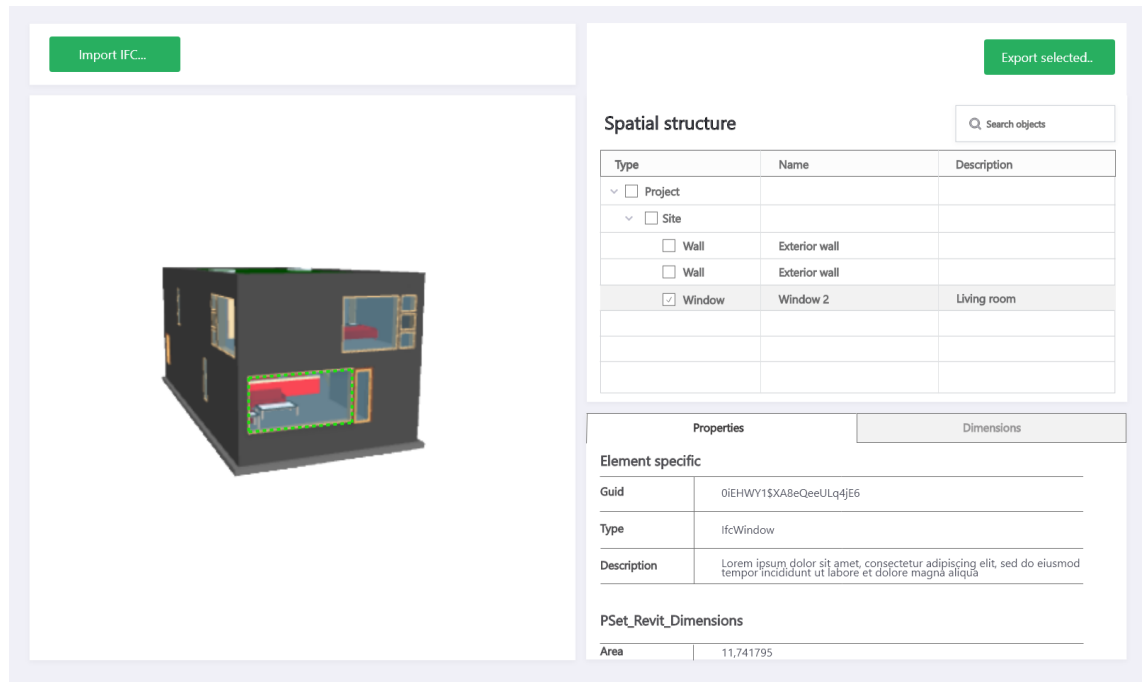 Import IFC...
Export selected..
Spatial structure
Search objects
Type Name Description
Project
Site
Wall Exterior wall
Wall Exterior wall
Window Window 2 Living room
Properties Dimensions
Element specific
Guid 0iEHWY1$XA8eQeeULq4jE6
Type IfcWindow
Description Lorem ipsum dolor sit amet, consectetur adipiscing elit, sed do eiusmod
tempor incididunt ut labore et dolore magna aliqua
PSet_Revit_Dimensions
Area 11,741795